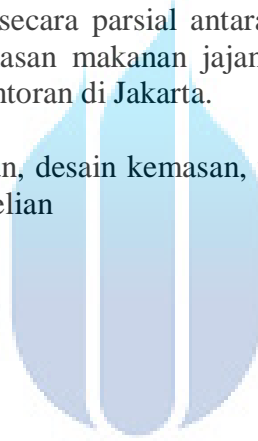 secara parsial antara
asan makanan jajan
ntoran di Jakarta.
n, desain kemasan,
elian